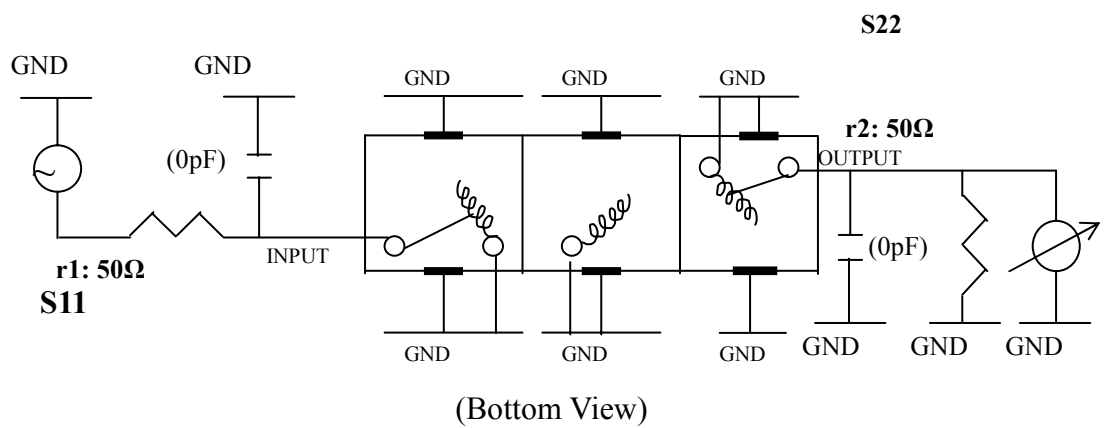 S22
GND
GND
GND
GND
GND
r2: 50Ω
(0pF)
OUTPUT
INPUT
(0pF)
r1: 50Ω
S11
GND
GND
GND
GND
GND
GND
(Bottom View)